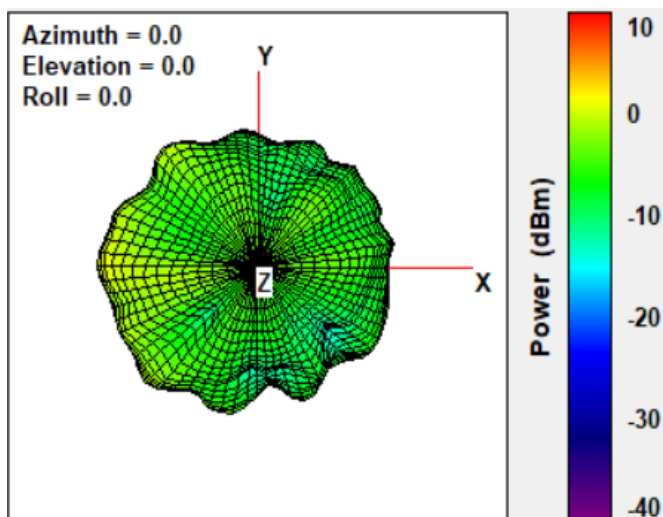 Azimuth = 0.0
Elevation = 0.0
Roll = 0.0
Y
X
Z
Power (dBm)
10
0
-10
-20
-30
-40